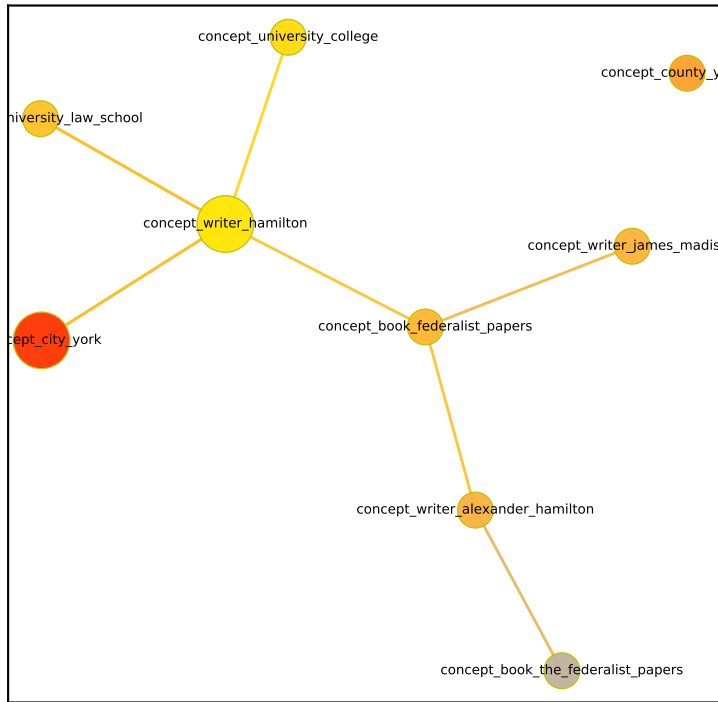 concept_university_college
concept_county_y
niversity_law_school
concept_writer_hamilton
concept_writer_james_madis
concept_book_federalist_papers
cept_city_york
concept_writer_alexander_hamilton
concept_book_the_federalist_papers